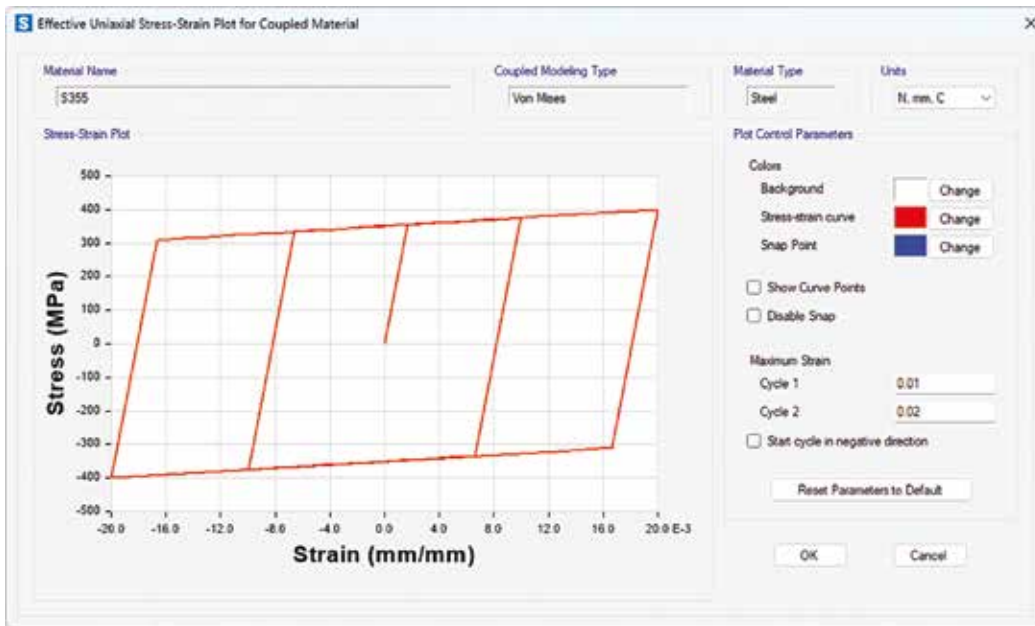 S Effective Uniaxial Stress-Strain Plot for Coupled Material
Material Name
S355
Coupled Modeling Type
Von Mises
Material Type
Steel
Units
N, mm, C
Stress-Strain Plot
500
400
300
200
100
0
-100
-200
-300
-400
-500
Stress (MPa)
-20.0 -16.0 -12.0 -8.0 -4.0 0.0 4.0 8.0 12.0 16.0 20.0 E-3
Strain (mm/mm)
Plot Control Parameters
Colors
Background Change
Stress-strain curve Change
Snap Point Change
Show Curve Points
Disable Snap
Maximum Strain
Cycle 1 0.01
Cycle 2 0.02
Start cycle in negative direction
Reset Parameters to Default
OK Cancel